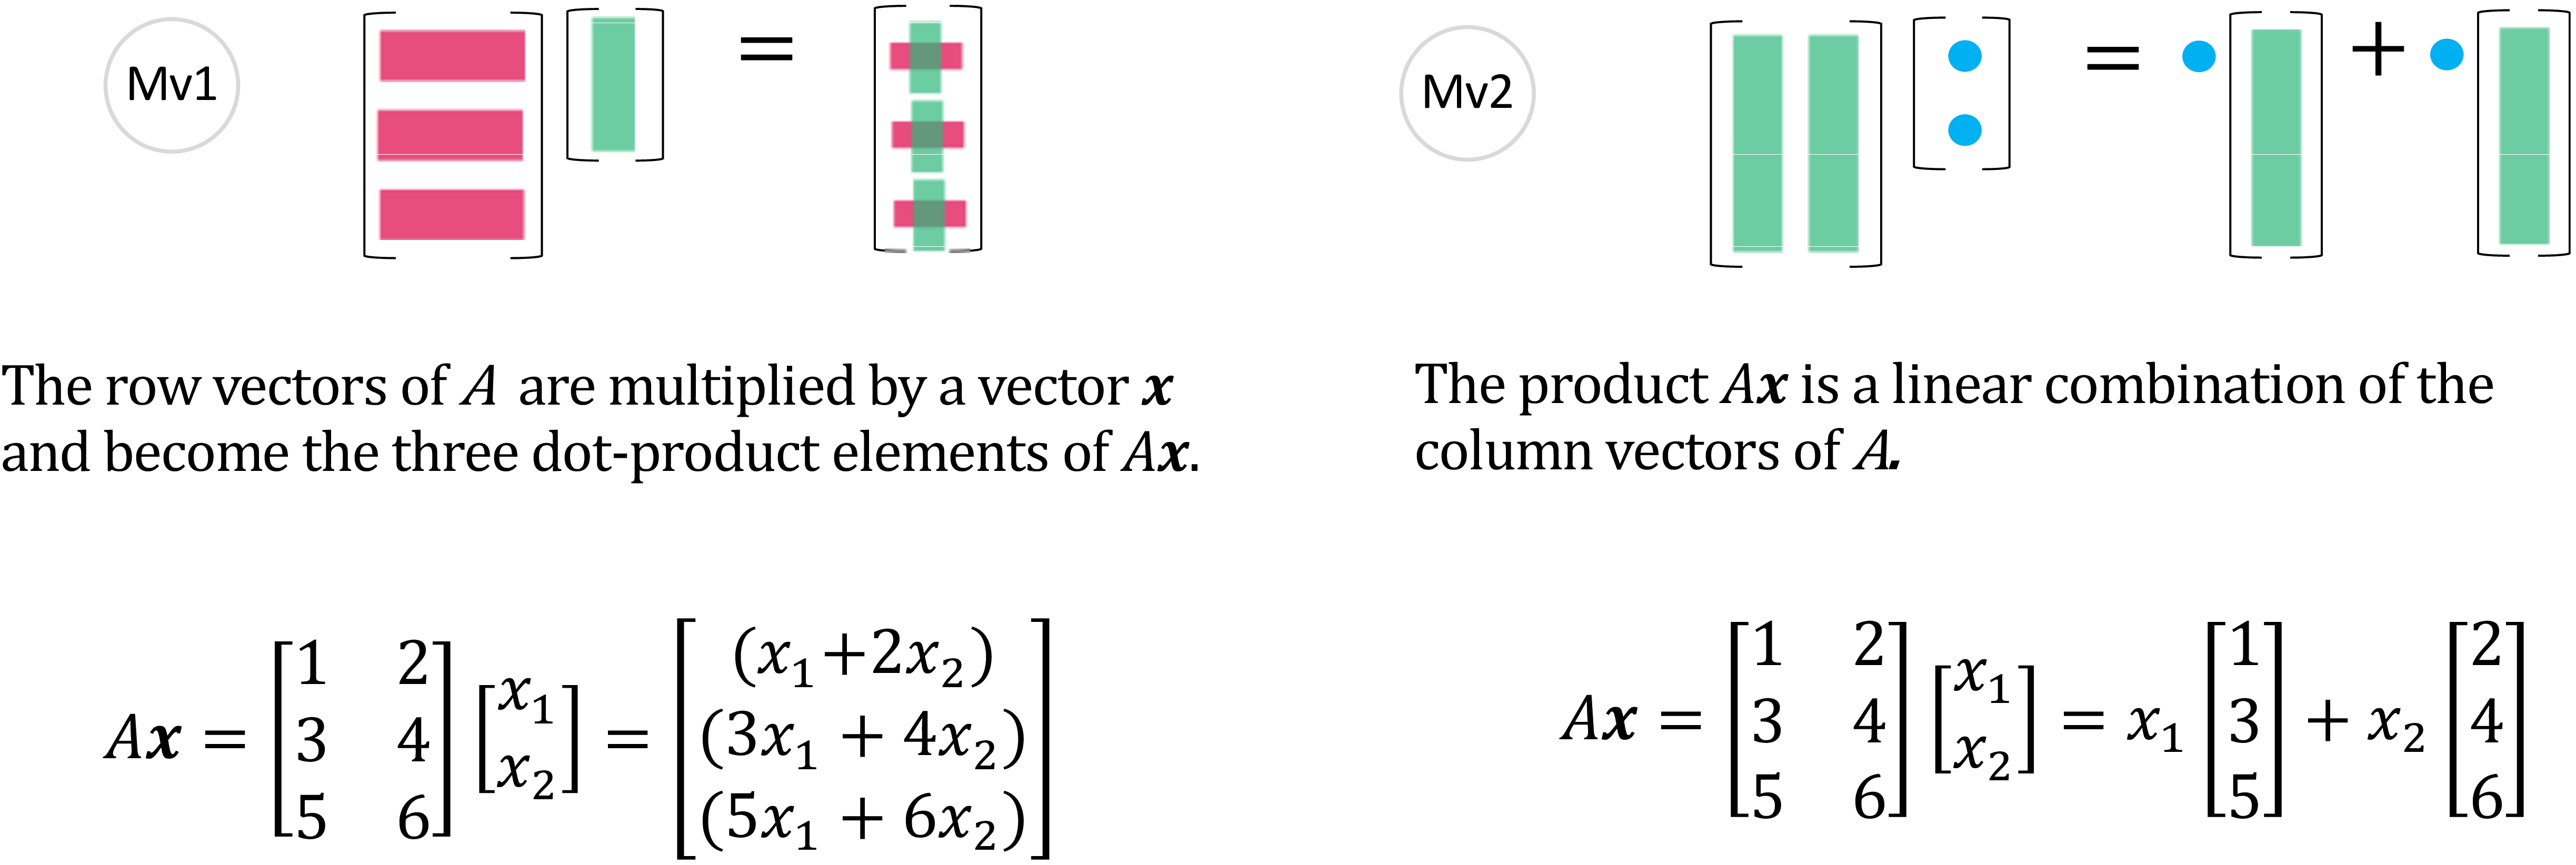 Mv1
=
The row vectors of A are multiplied by a vector x
and become the three dot-product elements of Ax.
Ax = [1 2; 3 4; 5 6] [x₁; x₂] = [(x₁+2x₂); (3x₁ + 4x₂); (5x₁ + 6x₂)]
Mv2
= +
The product Ax is a linear combination of the
column vectors of A.
Ax = [1 2; 3 4; 5 6] [x₁; x₂] = x₁ [1; 3; 5] + x₂ [2; 4; 6]